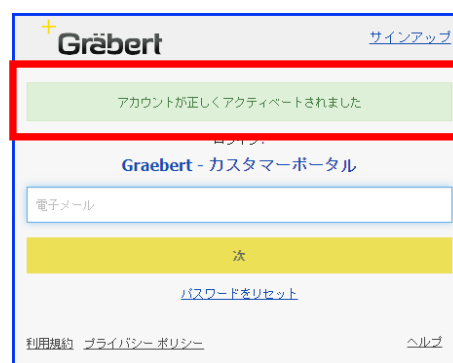 Gräbert
サインアップ
アカウントが正しくアクティベートされました
Graebert - カスタマーポータル
電子メール
次
パスワードをリセット
利用規約 プライバシー ポリシー
ヘルプ